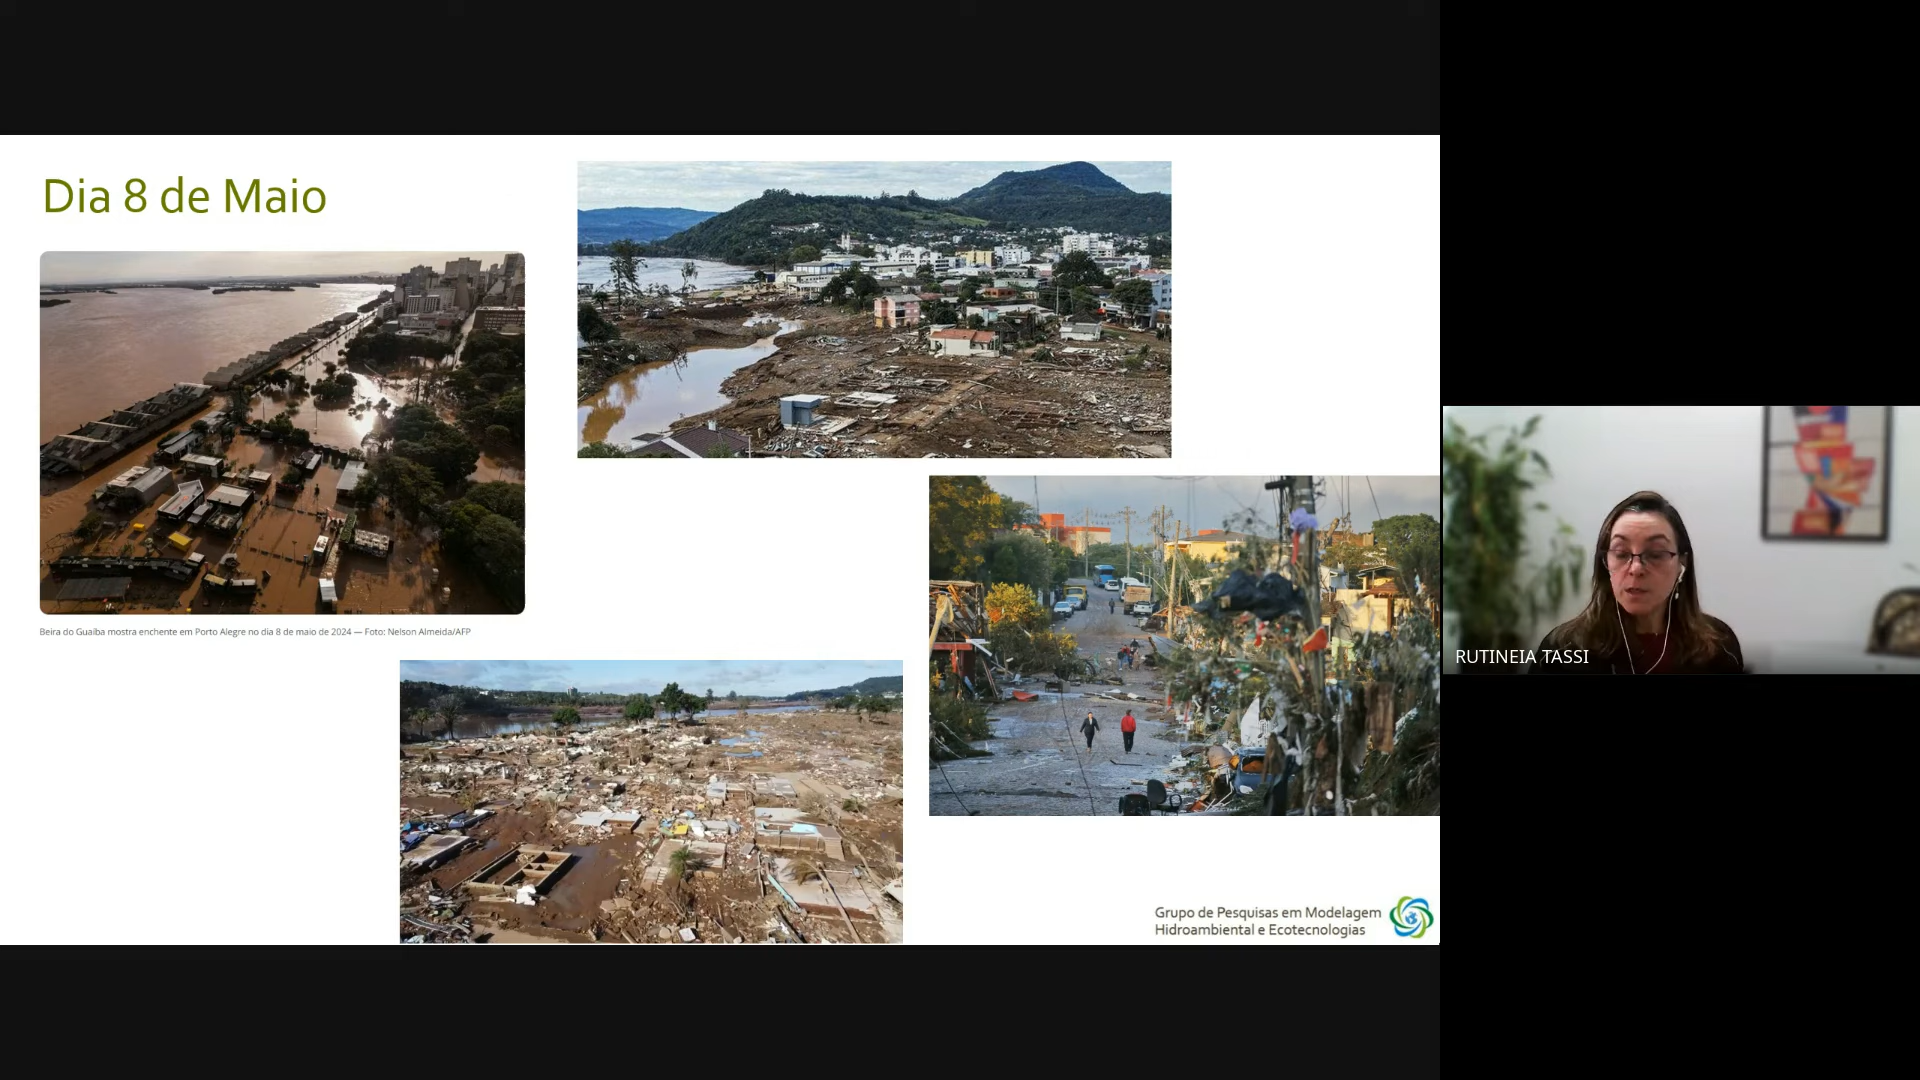 Dia 8 de Maio
Beira do Guaíba mostra enchente em Porto Alegre no dia 8 de maio de 2024 — Foto: Nelson Almeida/AFP
RUTINEIA TASSI
Grupo de Pesquisas em Modelagem
Hidroambiental e Ecotecnologias